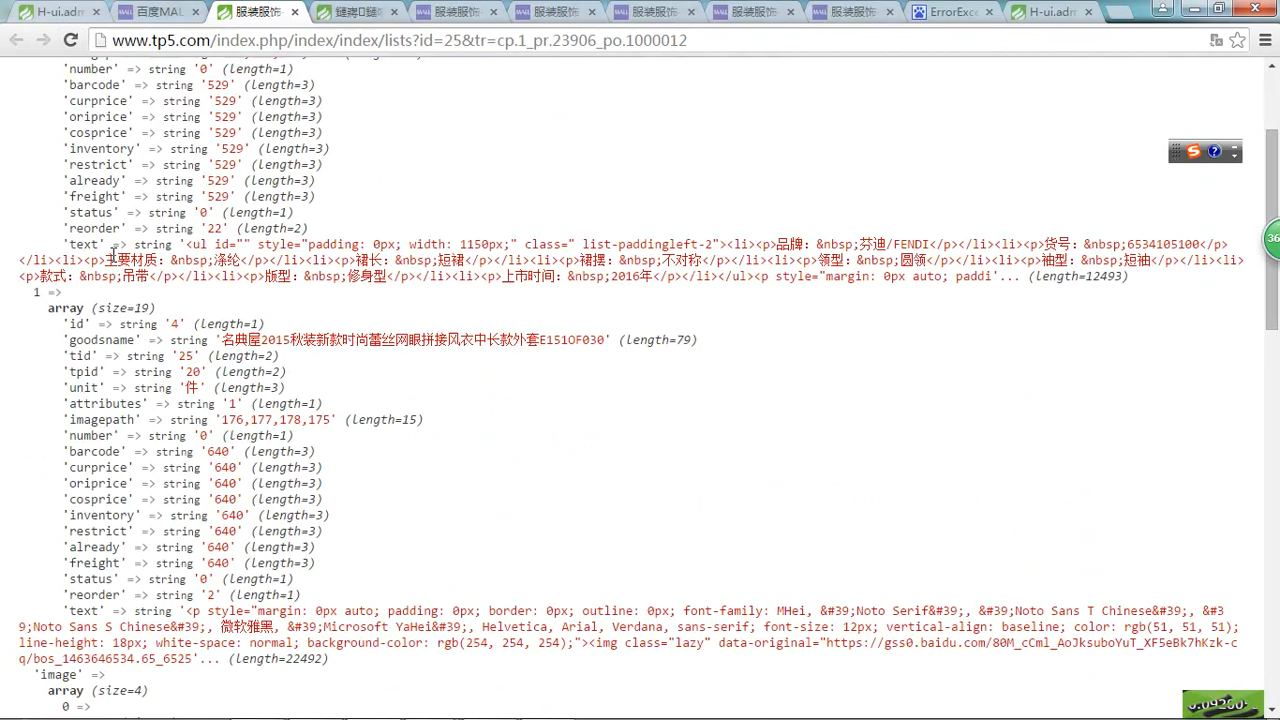 H-ui.adm
百度MAL
服装服饰
服装服饰
服装服饰
服装服饰
服装服饰
服装服饰
ErrorExce
H-ui.adm
www.tp5.com/index.php/index/index/lists?id=25&tr=cp.1_pr.23906_po.1000012
'number' => string '0' (length=1)
'barcode' => string '529' (length=3)
'curprice' => string '529' (length=3)
'oriprice' => string '529' (length=3)
'cosprice' => string '529' (length=3)
'inventory' => string '529' (length=3)
'restrict' => string '529' (length=3)
'already' => string '529' (length=3)
'freight' => string '529' (length=3)
'status' => string '0' (length=1)
'reorder' => string '22' (length=2)
'text' => string '<ul id="" style="padding: 0px; width: 1150px;" class=" list-paddingleft-2"><li><p>品牌：&nbsp;芬迪/FENDI</p></li><li><p>货号：&nbsp;6534105100</p>
</li><li><p>主要材质：&nbsp;涤纶</p></li><li><p>裙长：&nbsp;短裙</p></li><li><p>裙摆：&nbsp;不对称</p></li><li><p>领型：&nbsp;圆领</p></li><li><p>袖型：&nbsp;短袖</p></li><li>
<p>款式：&nbsp;吊带</p></li><li><p>版型：&nbsp;修身型</p></li><li><p>上市时间：&nbsp;2016年</p></li></ul><p style="margin: 0px auto; paddi'... (length=12493)
1 =>
array (size=19)
'id' => string '4' (length=1)
'goodsname' => string '名典屋2015秋装新款时尚蕾丝网眼拼接风衣中长款外套E151OF030' (length=79)
'tid' => string '25' (length=2)
'tpid' => string '20' (length=2)
'unit' => string '件' (length=3)
'attributes' => string '1' (length=1)
'imagepath' => string '176,177,178,175' (length=15)
'number' => string '0' (length=1)
'barcode' => string '640' (length=3)
'curprice' => string '640' (length=3)
'oriprice' => string '640' (length=3)
'cosprice' => string '640' (length=3)
'inventory' => string '640' (length=3)
'restrict' => string '640' (length=3)
'already' => string '640' (length=3)
'freight' => string '640' (length=3)
'status' => string '0' (length=1)
'reorder' => string '2' (length=1)
'text' => string '<p style="margin: 0px auto; padding: 0px; border: 0px; outline: 0px; font-family: MHei, &#39;Noto Serif&#39;, &#39;Noto Sans T Chinese&#39;, &#3
9;Noto Sans S Chinese&#39;, 微软雅黑, &#39;Microsoft YaHei&#39;, Helvetica, Arial, Verdana, sans-serif; font-size: 12px; vertical-align: baseline; color: rgb(51, 51, 51);
line-height: 18px; white-space: normal; background-color: rgb(254, 254, 254);"><img class="lazy" data-original="https://gss0.baidu.com/80M_cCml_AoJksuboYuT_XF5eBk7hKzk-c
q/bos_1463646534.65_6525'... (length=22492)
'image' =>
array (size=4)
0 =>